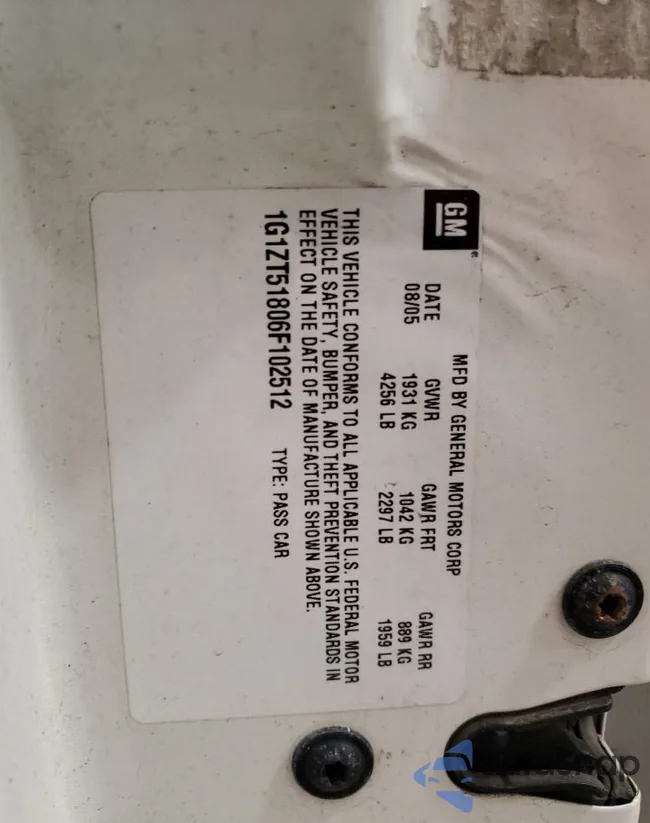 GM
MFD BY GENERAL MOTORS CORP
DATE GVWR GAWR FRT GAWR RR
08/05 1931 KG 1042 KG 889 KG
4256 LB 2297 LB 1959 LB
THIS VEHICLE CONFORMS TO ALL APPLICABLE U.S. FEDERAL MOTOR
VEHICLE SAFETY, BUMPER, AND THEFT PREVENTION STANDARDS IN
EFFECT ON THE DATE OF MANUFACTURE SHOWN ABOVE.
1G1ZT51806F102512 TYPE: PASS CAR